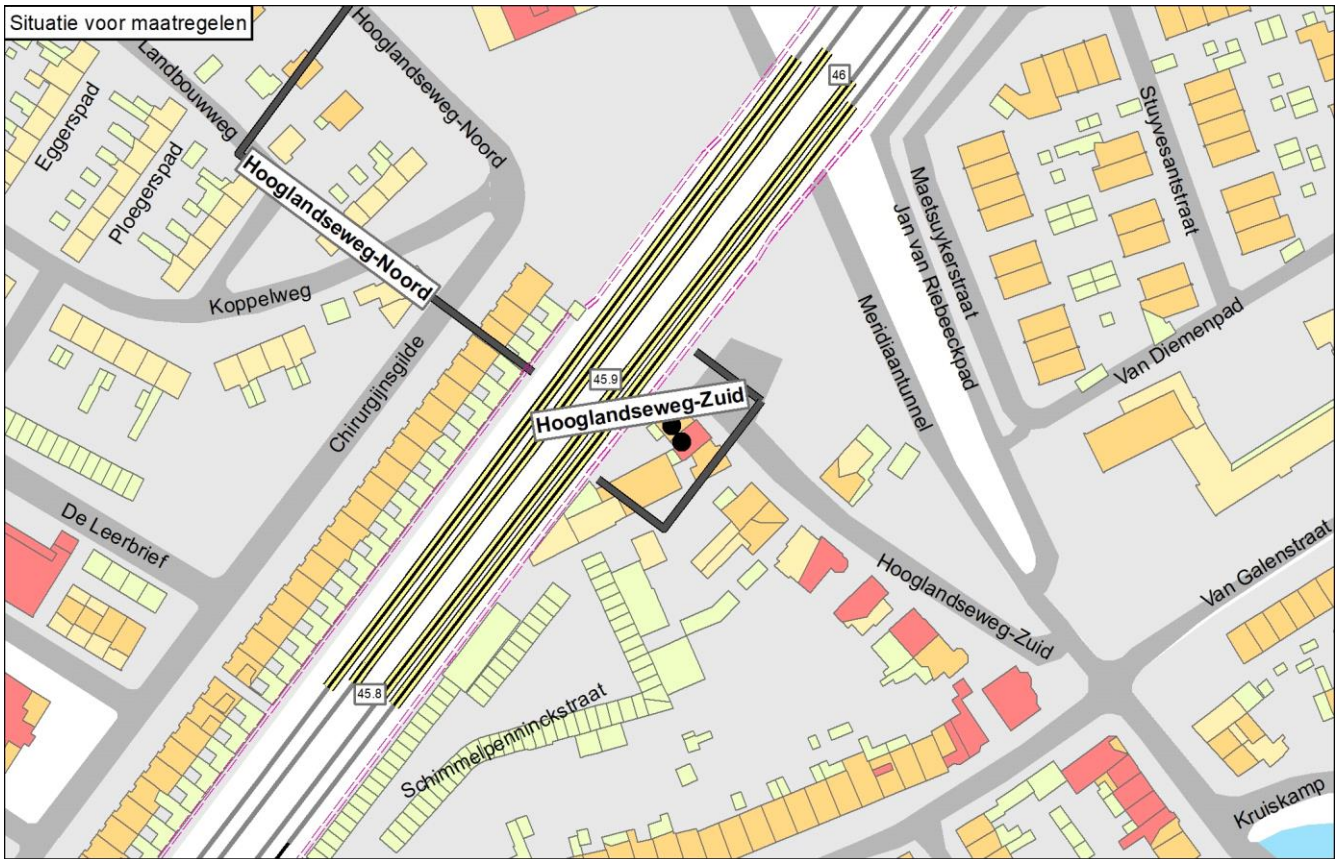 Situatie voor maatregelen
Landbouwweg
Hooglandseweg-Noord
46
Eggerspad
Ploegerspad
Stuyvesantstraat
Hooglandseweg-Noord
Maetsuykerstraat
Jan van Riebeeckpad
Koppelweg
Meridiaantunnel
Van Diemenpad
Chirurgijnsgilde
45.9
Hooglandseweg-Zuid
De Leerbrief
Van Galenstraat
Hooglandseweg-Zuid
45.8
Schimmelpenninckstraat
Kruiskamp